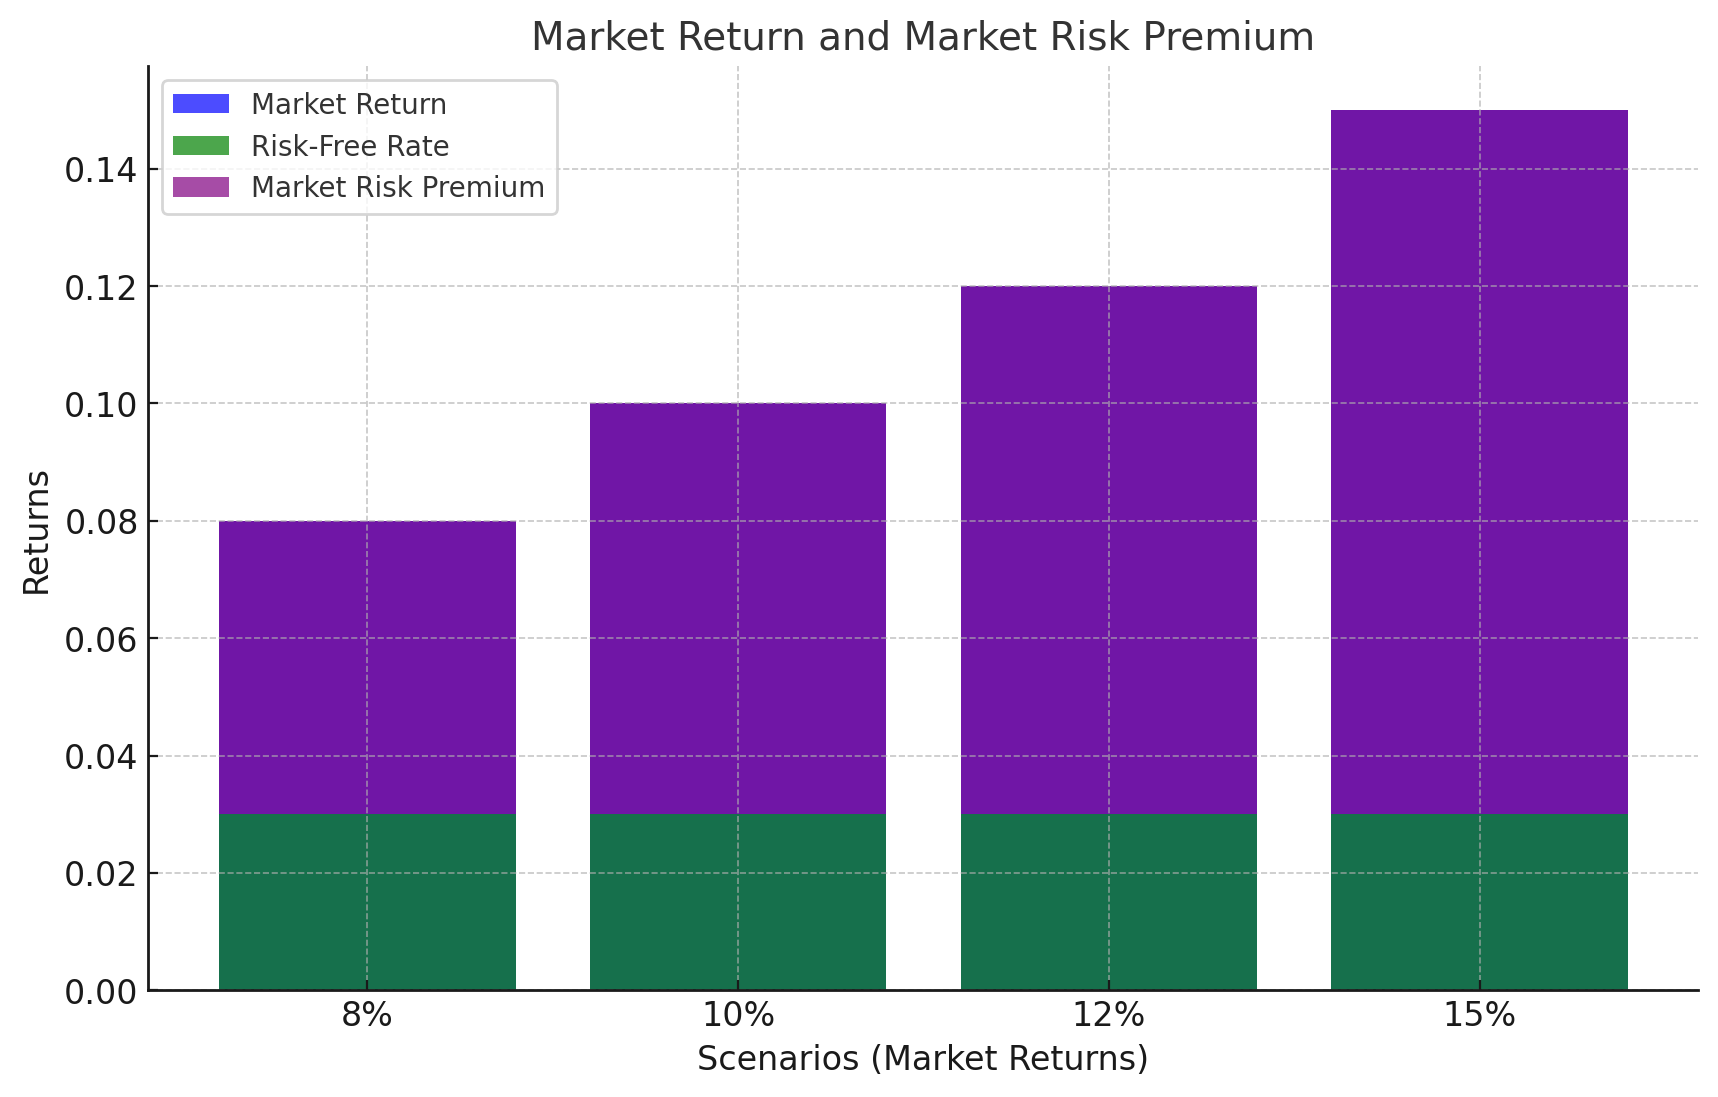 Market Return and Market Risk Premium
Market Return
Risk-Free Rate
Market Risk Premium
Returns
0.14
0.12
0.10
0.08
0.06
0.04
0.02
0.00
8%
10%
12%
15%
Scenarios (Market Returns)